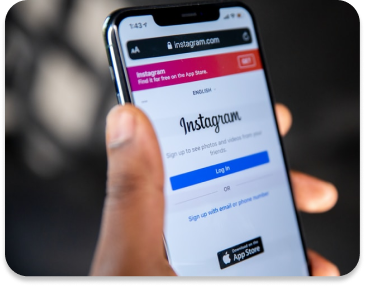 1:43
AA instagram.com
Instagram
Find it for free on the App Store.
GET
ENGLISH
Instagram
Sign up to see photos and videos from your
friends.
Log In
OR
Sign up with email or phone number
Download on the
App Store